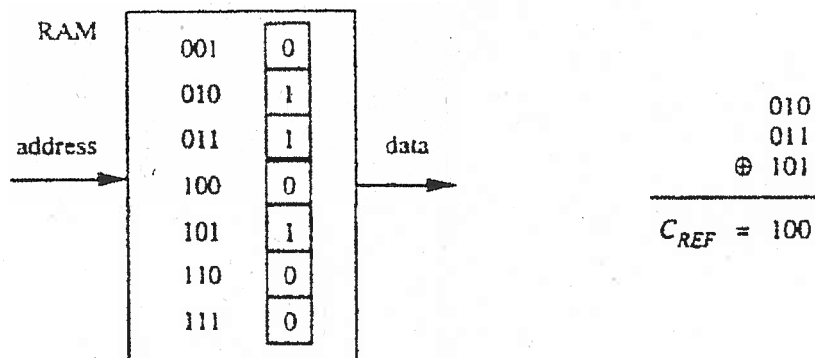 RAM
001 0
010 1
011 1
100 0
101 1
110 0
111 0
address
data
010
011
⊕ 101
C_REF = 100